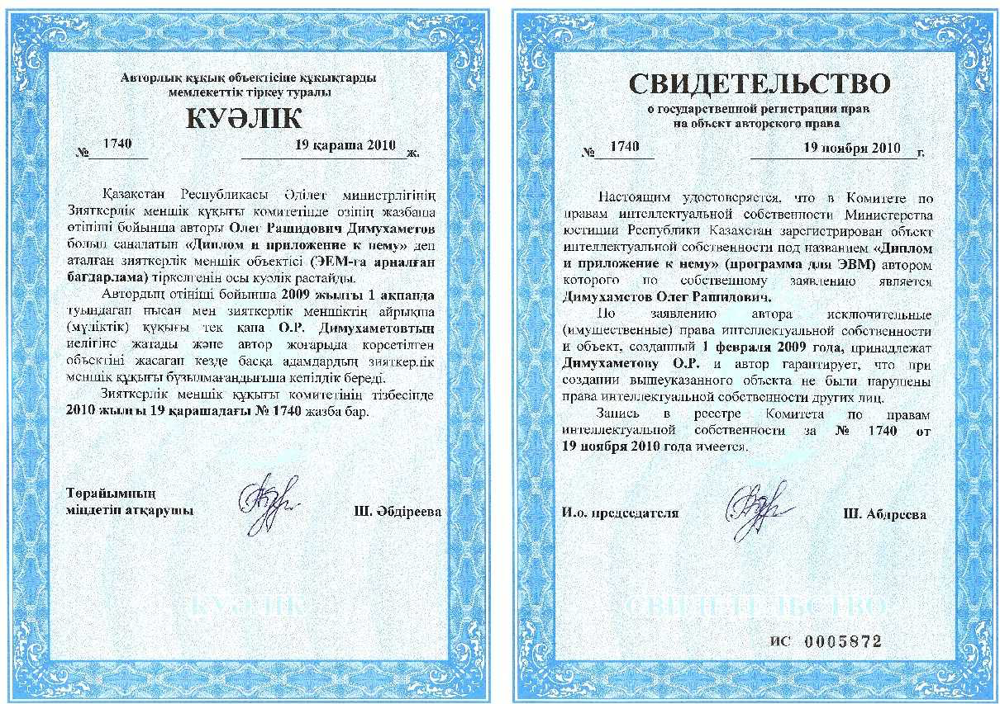 Авторлық құқық объектісіне құқықтарды
мемлекеттік тіркеу туралы
КУӘЛІК
№ 1740 19 қараша 2010 ж.
Қазақстан Республикасы Әділет министрлігінің
Зияткерлік меншік құқығы комитетінде өзінің жазбаша
өтініші бойынша авторы Олег Рашидович Димухаметов
болып саналатын «Диплом и приложение к нему» деп
аталған зияткерлік меншік объектісі (ЭЕМ-ға арналған
бағдарлама) тіркелгенін осы куәлік растайды.
Автордың өтініші бойынша 2009 жылғы 1 ақпанда
туындаған нысан мен зияткерлік меншіктің айрықша
(мүліктік) құқығы тек қана О.Р. Димухаметовтың
иелігіне жатады және автор жоғарыда көрсетілген
объектіні жасаған кезде басқа адамдардың зияткерлік
меншік құқығы бұзылмағандығына кепілдік береді.
Зияткерлік меншік құқығы комитетінің тізбесінде
2010 жылғы 19 қарашадағы № 1740 жазба бар.
Төрайымның
міндетін атқарушы Ш. Әбдіреева
КУӘЛІК
СВИДЕТЕЛЬСТВО
о государственной регистрации прав
на объект авторского права
№ 1740 19 ноября 2010 г.
Настоящим удостоверяется, что в Комитете по
правам интеллектуальной собственности Министерства
юстиции Республики Казахстан зарегистрирован объект
интеллектуальной собственности под названием «Диплом
и приложение к нему» (программа для ЭВМ) автором
которого по собственному заявлению является
Димухаметов Олег Рашидович.
По заявлению автора исключительные
(имущественные) права интеллектуальной собственности
и объект, созданный 1 февраля 2009 года, принадлежат
Димухаметову О.Р. и автор гарантирует, что при
создании вышеуказанного объекта не были нарушены
права интеллектуальной собственности других лиц.
Запись в реестре Комитета по правам
интеллектуальной собственности за № 1740 от
19 ноября 2010 года имеется.
И.о. председателя Ш. Абдреева
СВИДЕТЕЛЬСТВО
ИС 0005872